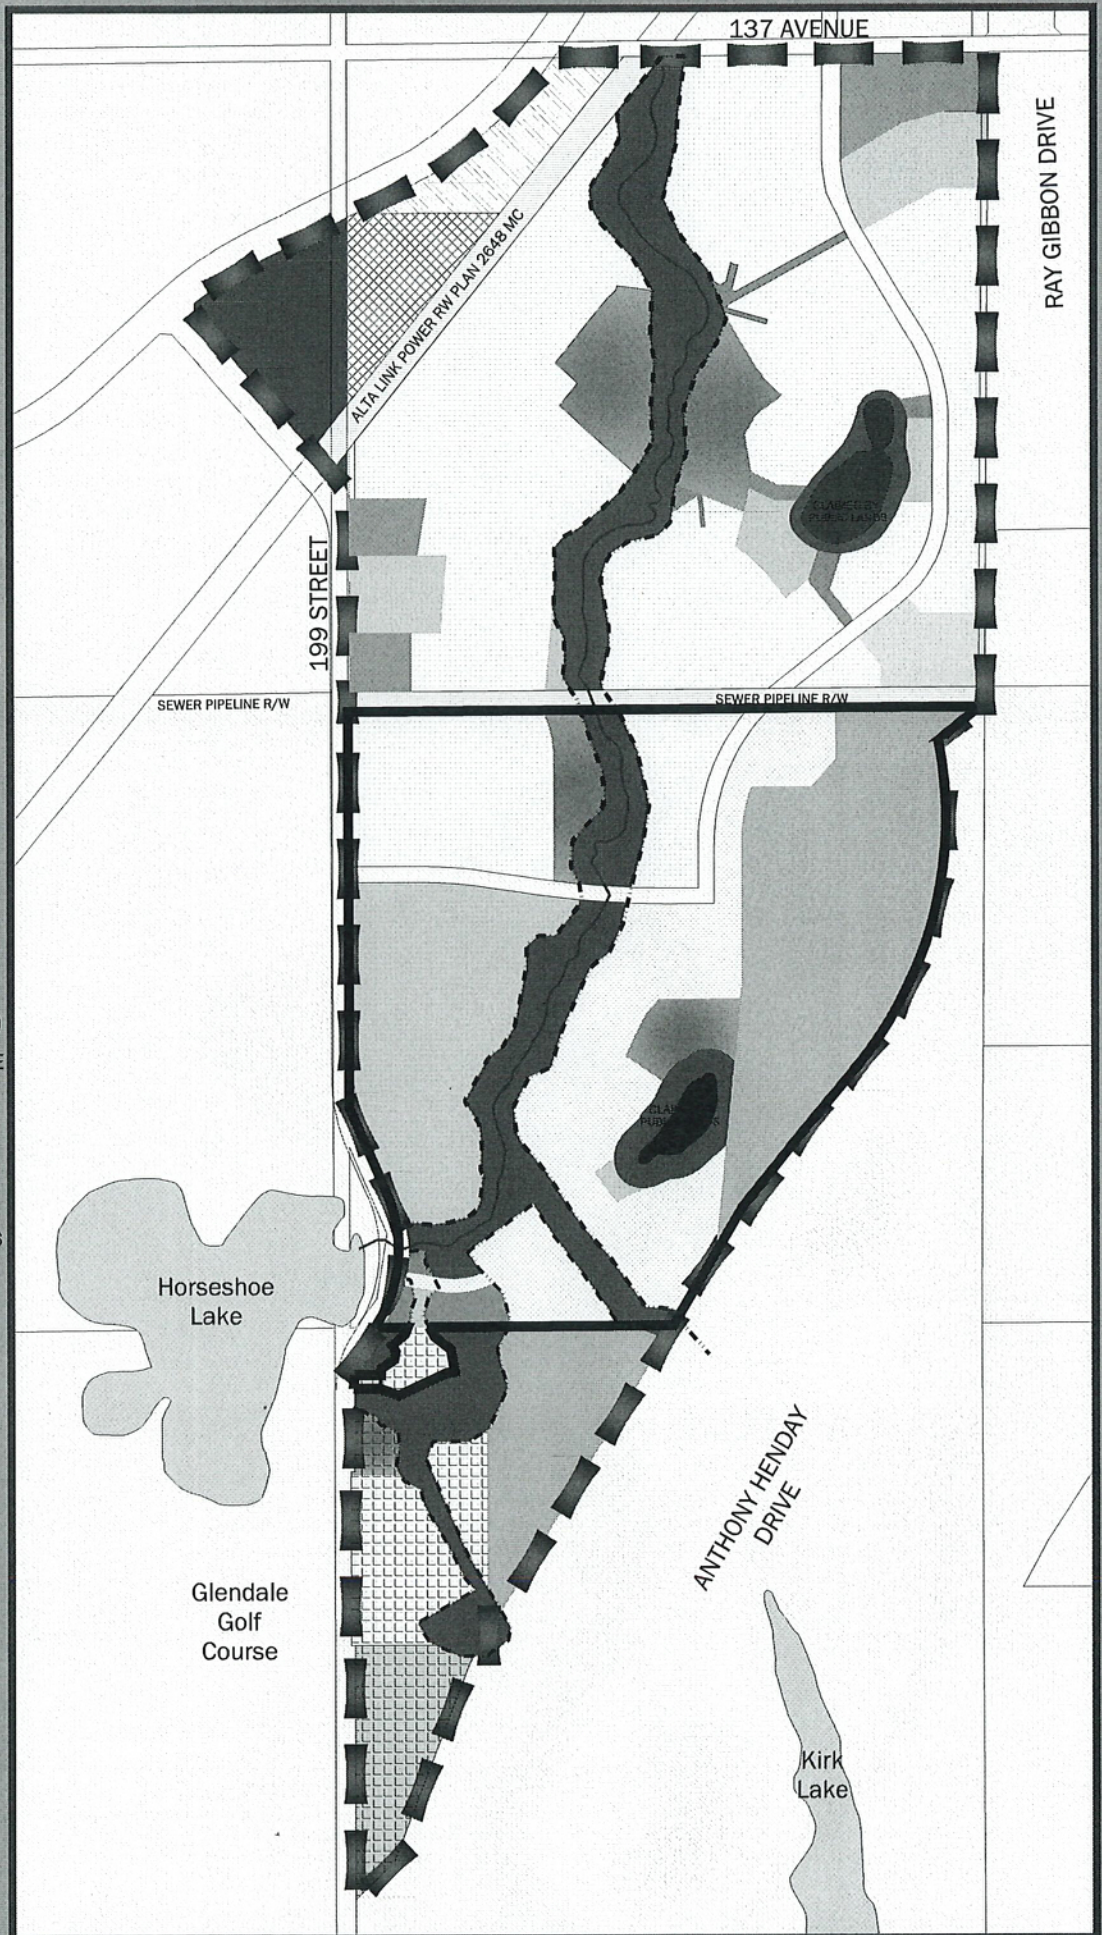 137 AVENUE
RAY GIBBON DRIVE
ALTA LINK POWER RW PLAN 2648 MC
199 STREET
SEWER PIPELINE R/W
SEWER PIPELINE R/W
Horseshoe
Lake
ANTHONY HENDAY
DRIVE
Glendale
Golf
Course
Kirk
Lake